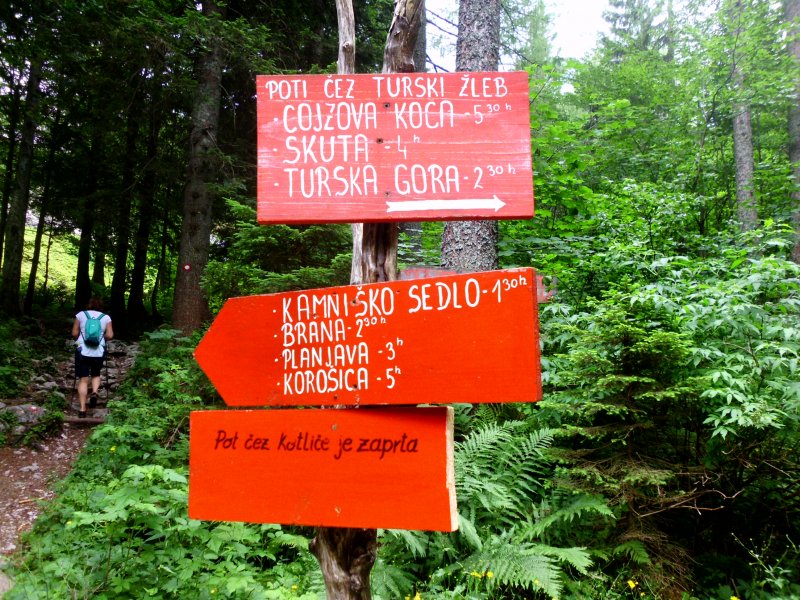 POTI ČEZ TURSKI ŽLEB
· COJZOVA KOCA - 5 30 h
· SKUTA - 4 h
· TURSKA GORA - 2 30 h
· KAMNIŠKO SEDLO - 1 30 h
· BRANA - 2 30 h
· PLANJAVA - 3 h
· KOROŠICA - 5 h
Pot čez Kotliče je zaprta